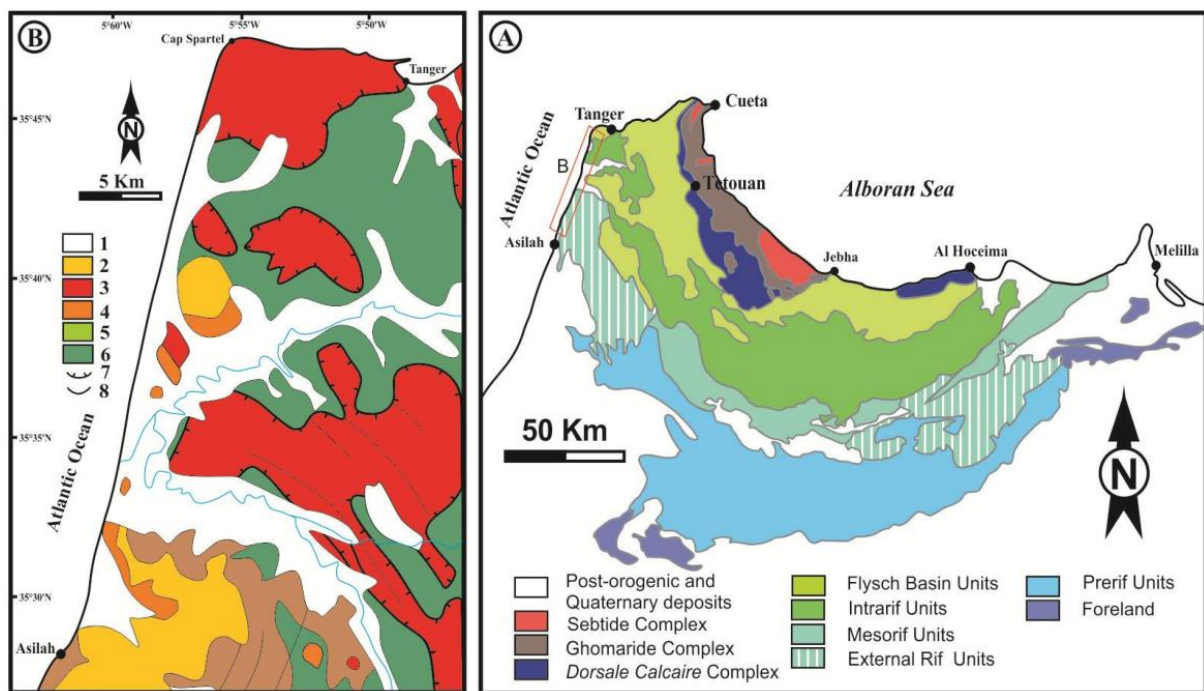 B
5°60'W
5°55'W
5°50'W
Cap Spartel
Tanger
N
35°45'N
5 Km
1
2
3
4
5
6
7
8
35°40'N
35°35'N
Atlantic Ocean
35°30'N
Asilah
A
Cueta
Tanger
Atlantic Ocean
B
Tetouan
Alboran Sea
Asilah
Jebha
Al Hoceima
Melilla
50 Km
N
Post-orogenic and
Quaternary deposits
Sebtide Complex
Ghomaride Complex
Dorsale Calcaire Complex
Flysch Basin Units
Intrarif Units
Mesorif Units
External Rif Units
Prerif Units
Foreland